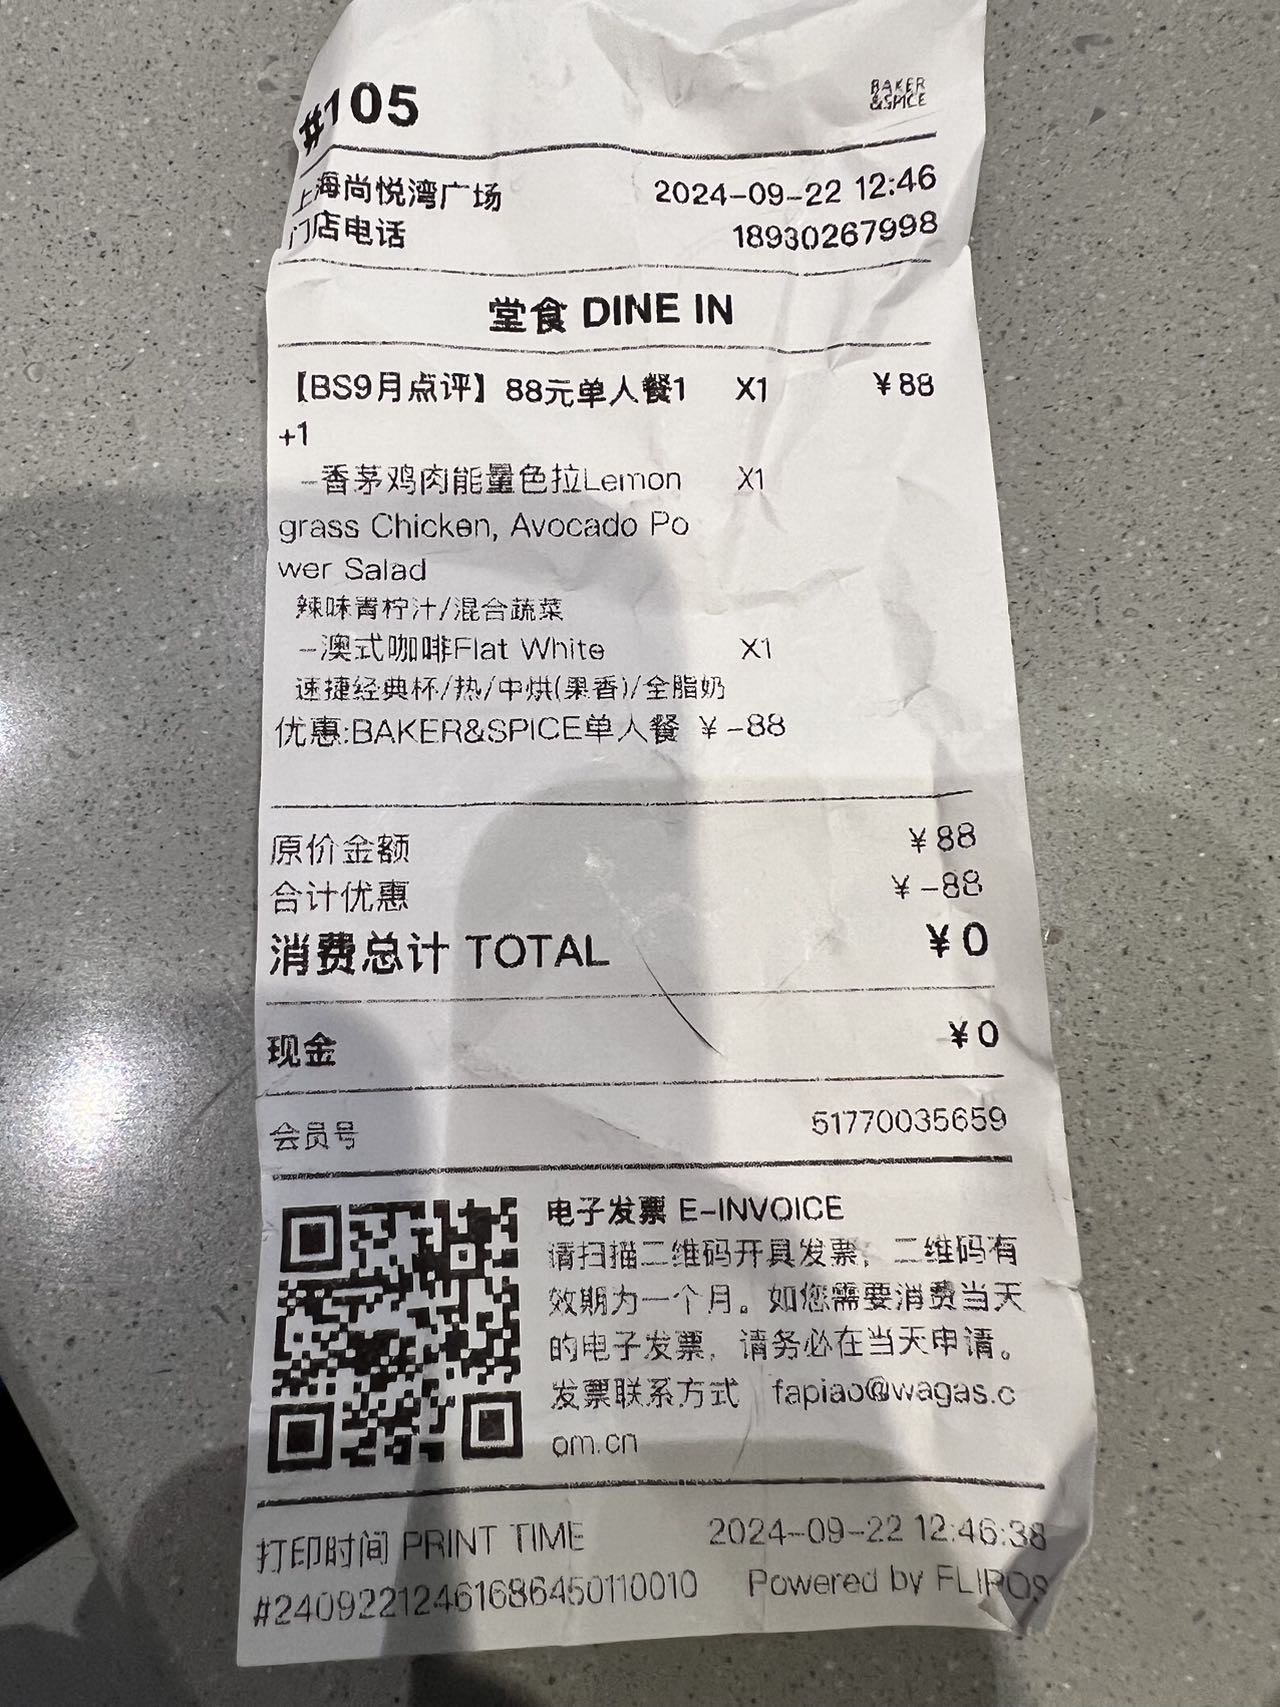 #105
BAKER
&SPICE
上海尚悦湾广场 2024-09-22 12:46
门店电话 18930267998
堂食 DINE IN
【BS9月点评】88元单人餐1 X1 ¥88
+1
-香茅鸡肉能量色拉Lemon X1
grass Chicken, Avocado Po
wer Salad
辣味青柠汁/混合蔬菜
-澳式咖啡Flat White X1
速捷经典杯/热/中烘(果香)/全脂奶
优惠:BAKER&SPICE单人餐 ¥-88
原价金额 ¥88
合计优惠 ¥-88
消费总计 TOTAL ¥0
现金 ¥0
会员号 51770035659
电子发票 E-INVOICE
请扫描二维码开具发票，二维码有
效期为一个月。如您需要消费当天
的电子发票，请务必在当天申请。
发票联系方式 fapiao@wagas.c
om.cn
打印时间 PRINT TIME 2024-09-22 12:46:38
#24092212461686450110010 Powered by FLIPOS